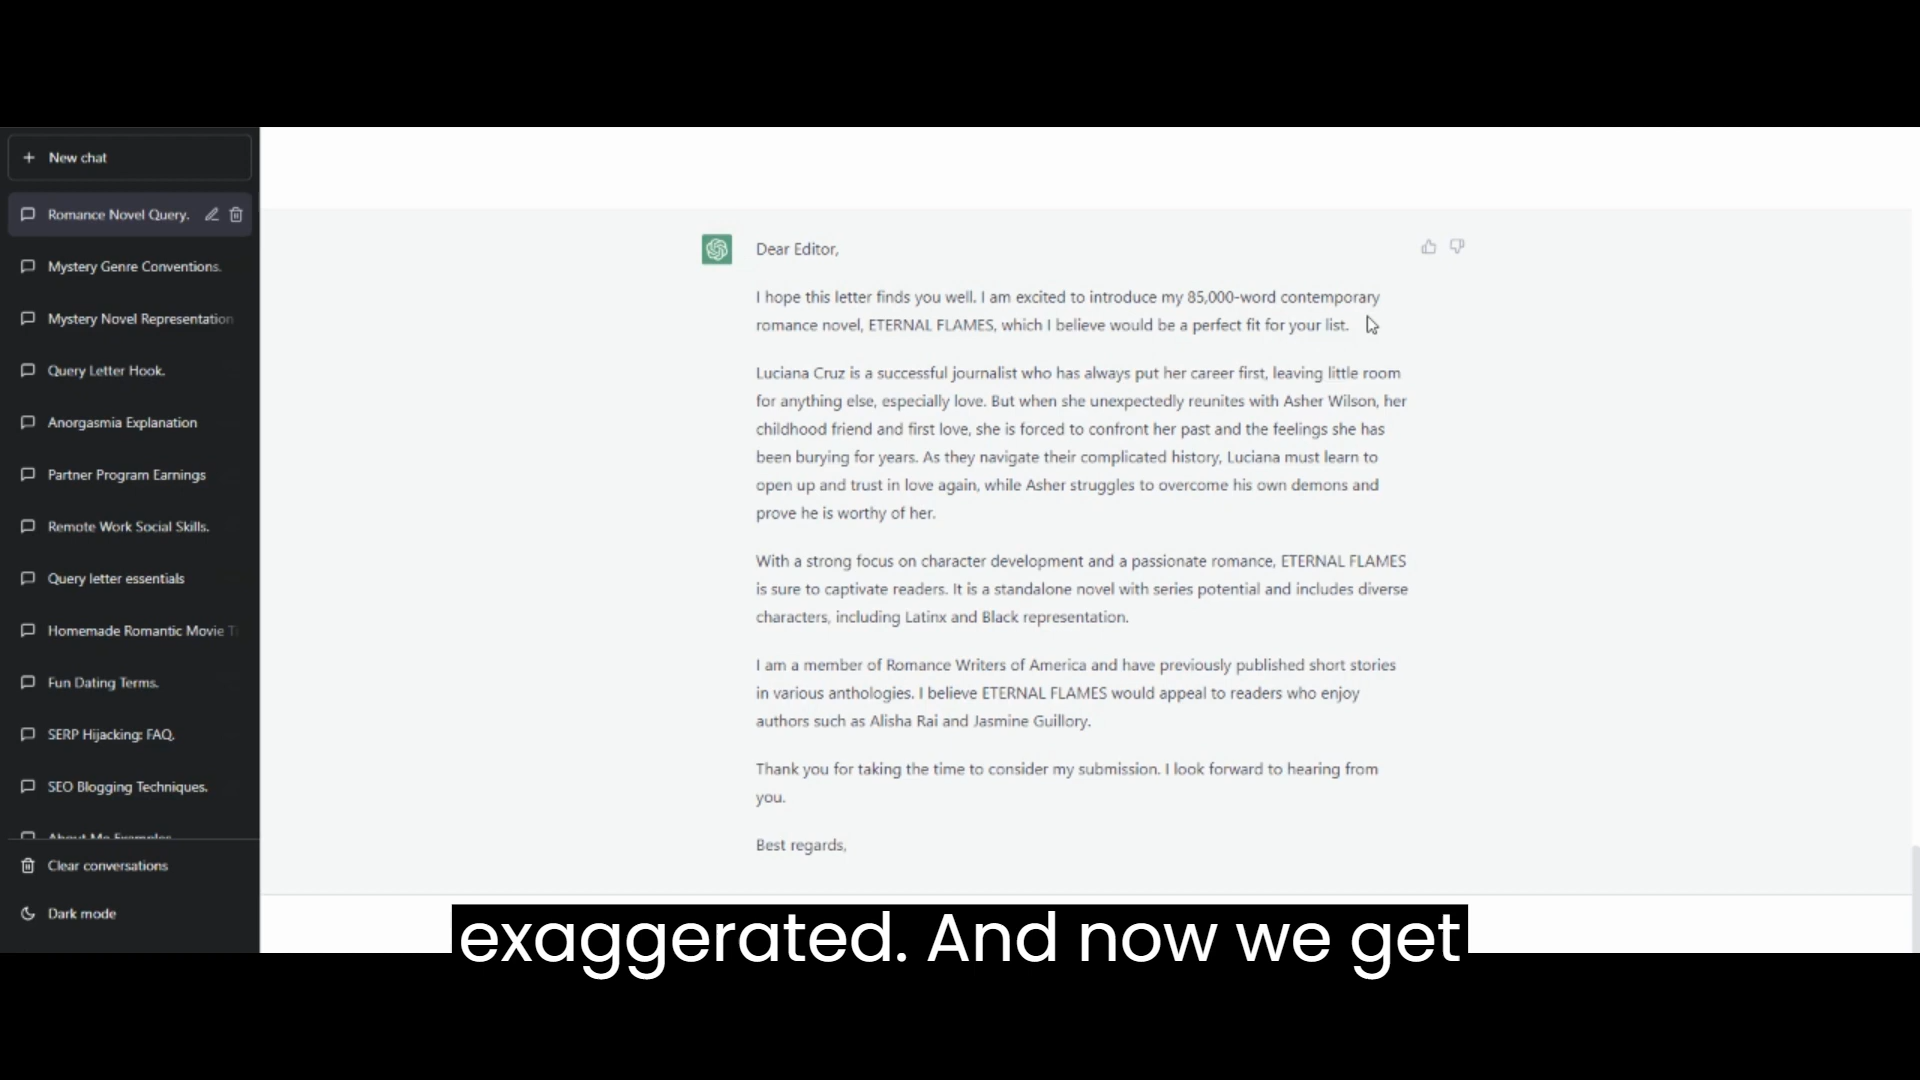 New chat
Romance Novel Query.
Mystery Genre Conventions.
Mystery Novel Representation
Query Letter Hook.
Anorgasmia Explanation
Partner Program Earnings
Remote Work Social Skills.
Query letter essentials
Homemade Romantic Movie T
Fun Dating Terms.
SERP Hijacking: FAQ.
SEO Blogging Techniques.
About Me Examples
Clear conversations
Dark mode
Dear Editor,
I hope this letter finds you well. I am excited to introduce my 85,000-word contemporary
romance novel, ETERNAL FLAMES, which I believe would be a perfect fit for your list.
Luciana Cruz is a successful journalist who has always put her career first, leaving little room
for anything else, especially love. But when she unexpectedly reunites with Asher Wilson, her
childhood friend and first love, she is forced to confront her past and the feelings she has
been burying for years. As they navigate their complicated history, Luciana must learn to
open up and trust in love again, while Asher struggles to overcome his own demons and
prove he is worthy of her.
With a strong focus on character development and a passionate romance, ETERNAL FLAMES
is sure to captivate readers. It is a standalone novel with series potential and includes diverse
characters, including Latinx and Black representation.
I am a member of Romance Writers of America and have previously published short stories
in various anthologies. I believe ETERNAL FLAMES would appeal to readers who enjoy
authors such as Alisha Rai and Jasmine Guillory.
Thank you for taking the time to consider my submission. I look forward to hearing from
you.
Best regards,
exaggerated. And now we get